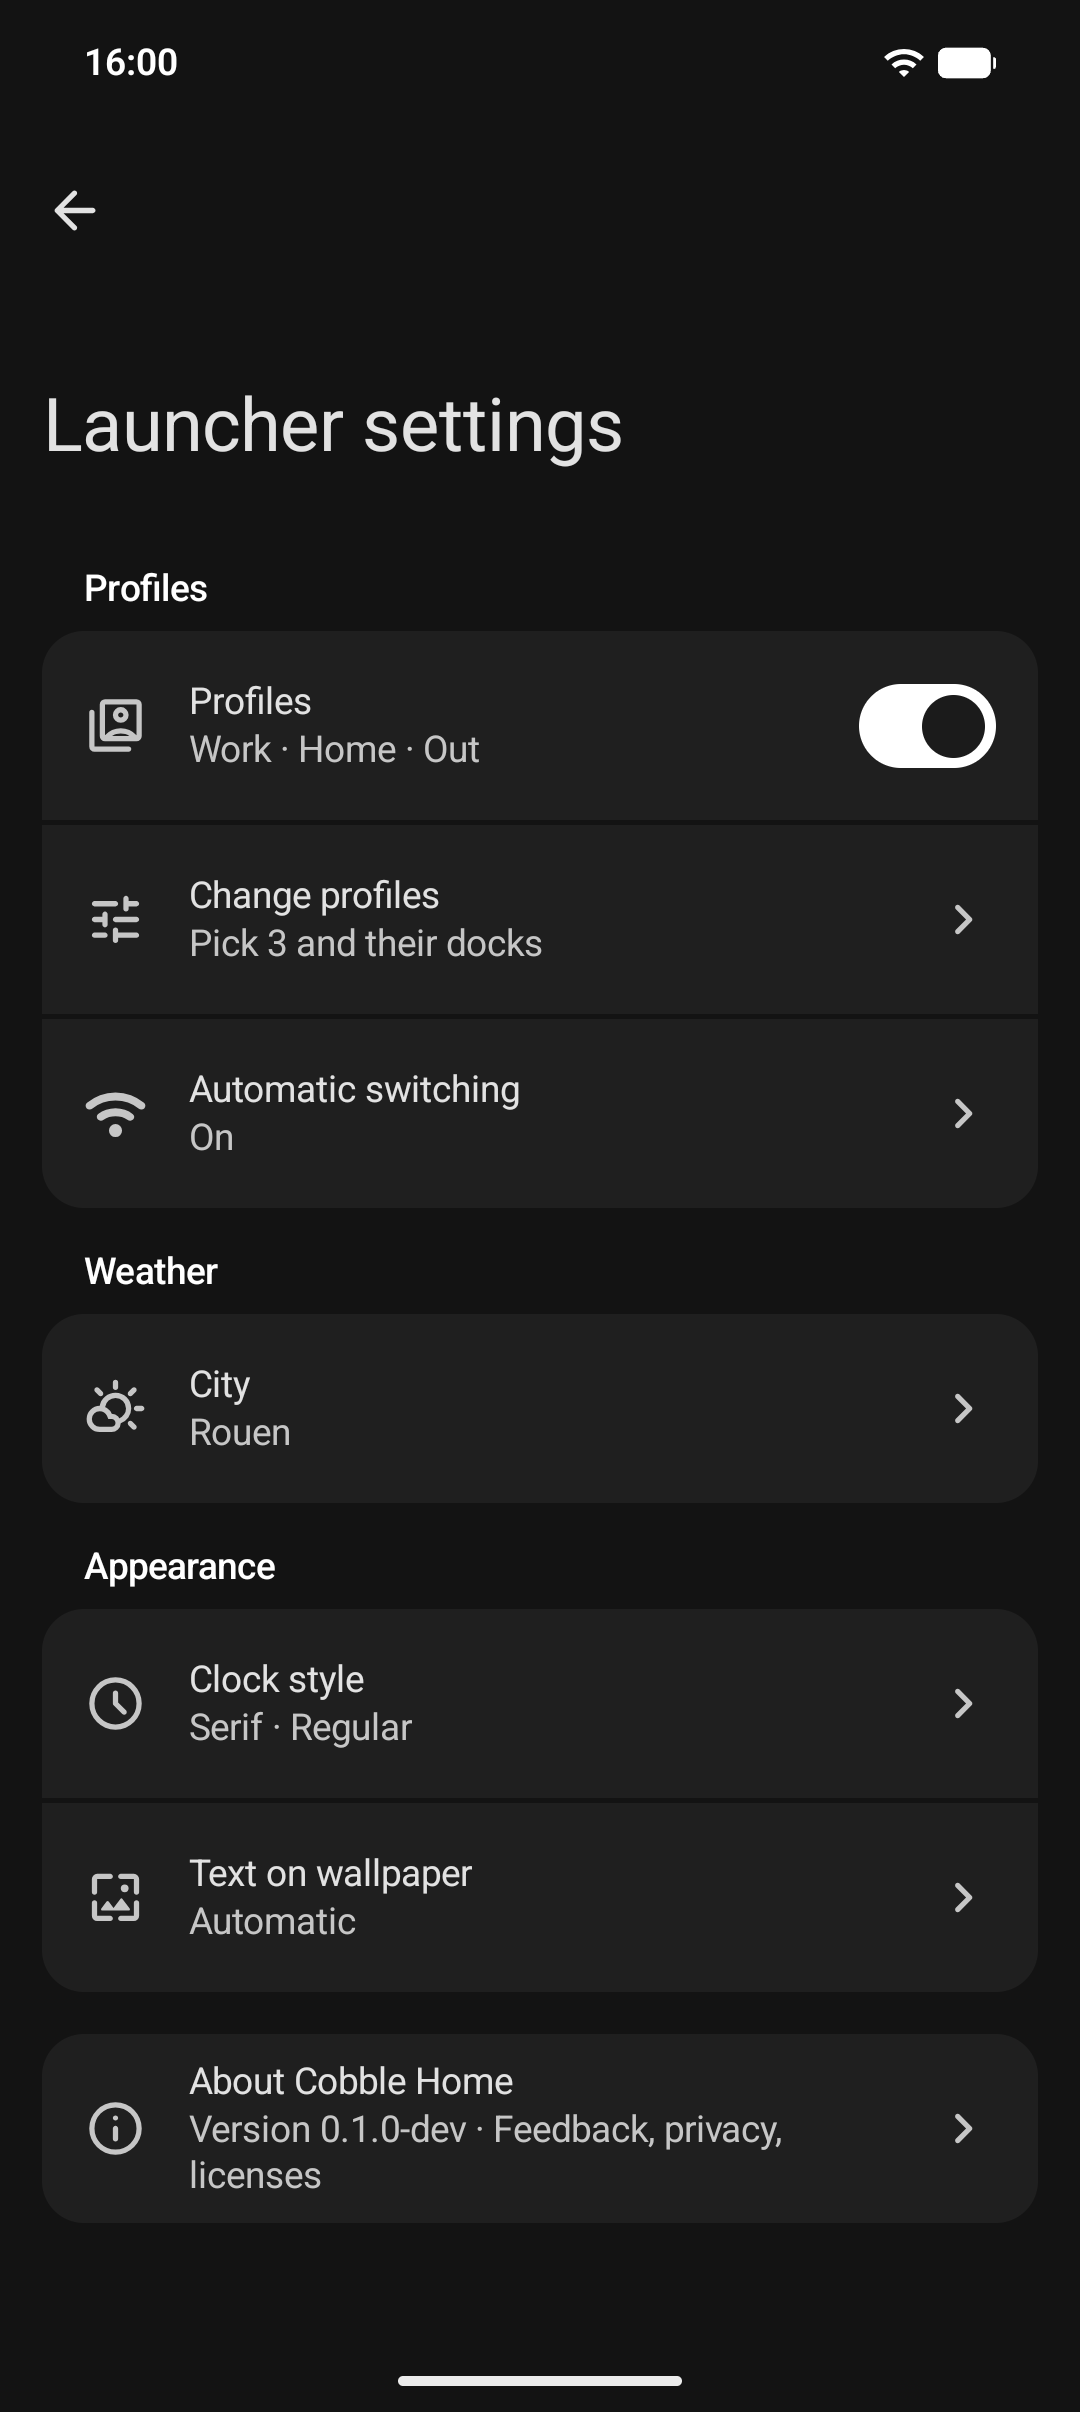 16:00
Launcher settings
Profiles
Profiles
Work · Home · Out
Change profiles
Pick 3 and their docks
Automatic switching
On
Weather
City
Rouen
Appearance
Clock style
Serif · Regular
Text on wallpaper
Automatic
About Cobble Home
Version 0.1.0-dev · Feedback, privacy,
licenses